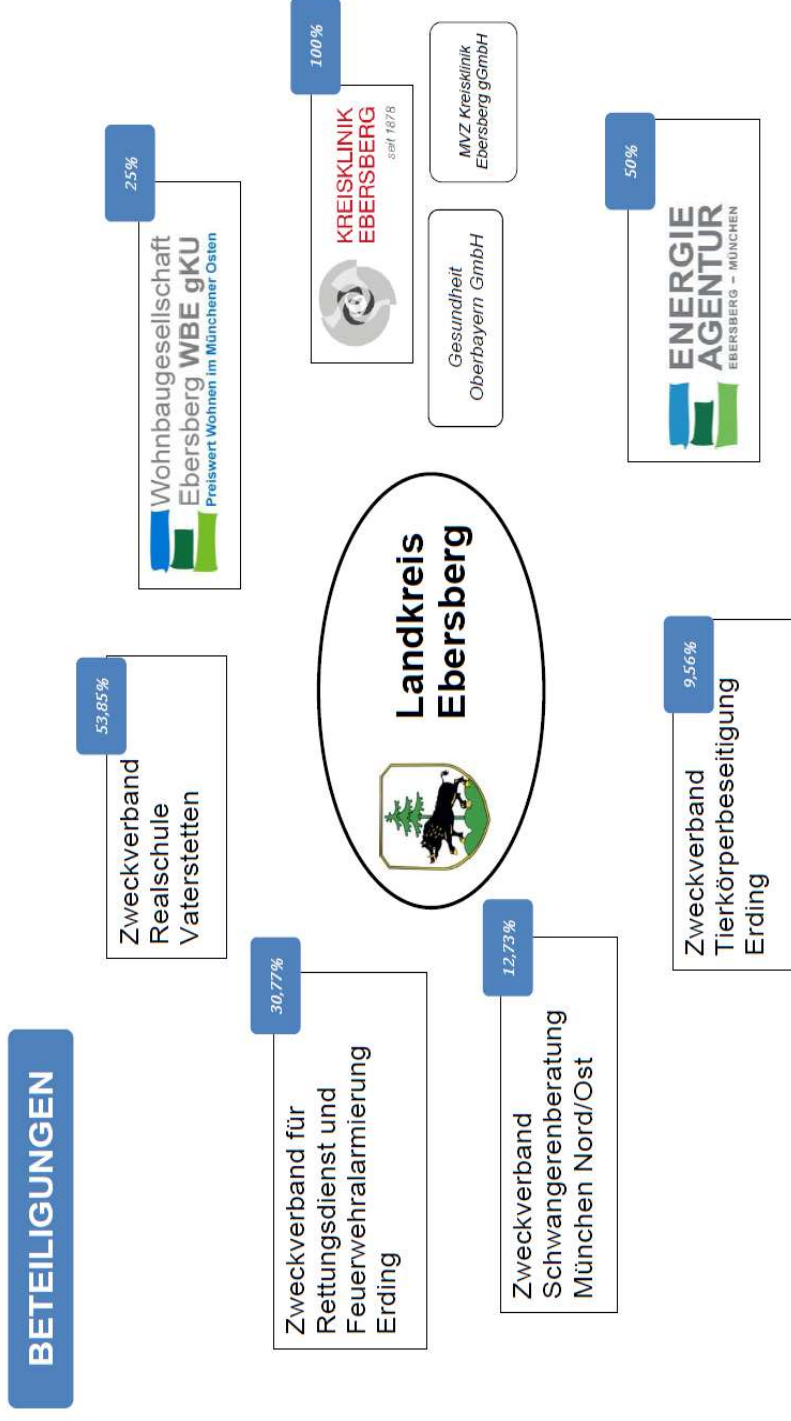 BETEILIGUNGEN
53,85%
Zweckverband
Realschule
Vaterstetten
25%
Wohnbaugesellschaft
Ebersberg WBE gKU
Preiswert Wohnen im Münchener Osten
30,77%
Zweckverband für
Rettungsdienst und
Feuerwehralarmierung
Erding
Landkreis
Ebersberg
100%
KREISKLINIK
EBERSBERG
seit 1878
Gesundheit
Oberbayern GmbH
MVZ Kreisklinik
Ebersberg gGmbH
12,73%
Zweckverband
Schwangerenberatung
München Nord/Ost
9,56%
Zweckverband
Tierkörperbeseitigung
Erding
50%
ENERGIE
AGENTUR
EBERSBERG – MÜNCHEN